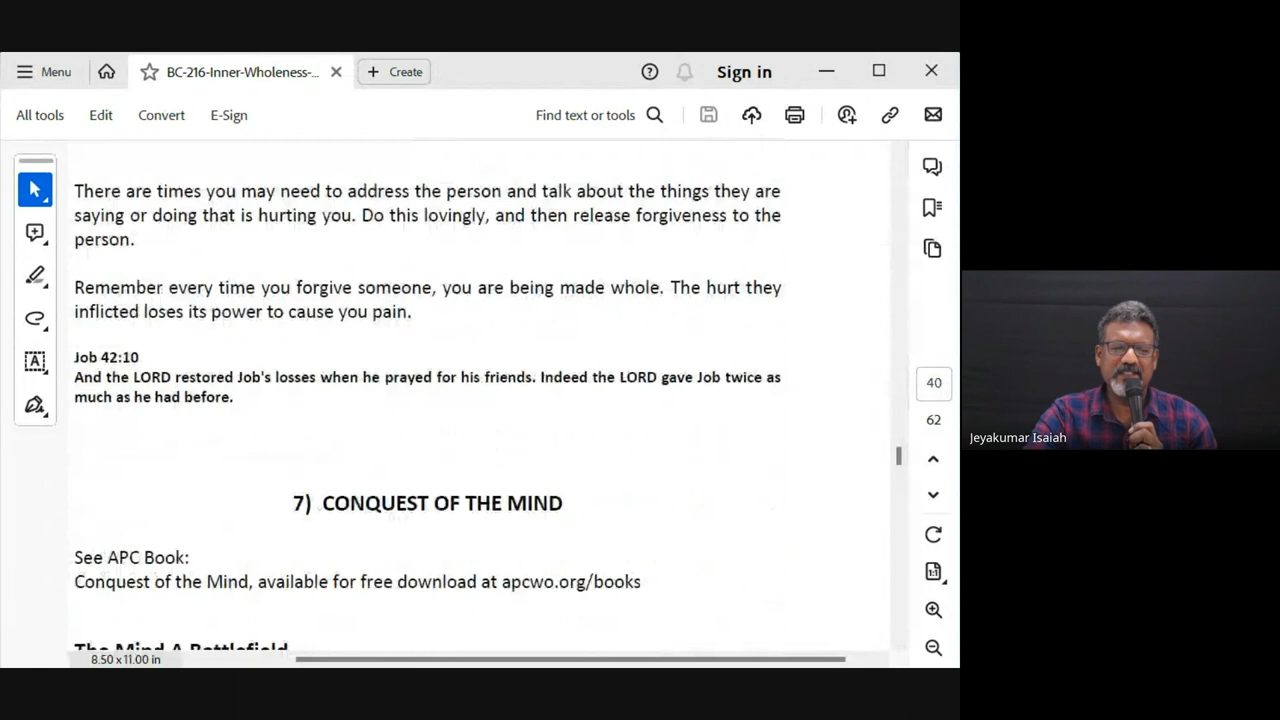 Menu
BC-216-Inner-Wholeness-...
Create
Sign in
All tools
Edit
Convert
E-Sign
Find text or tools
There are times you may need to address the person and talk about the things they are
saying or doing that is hurting you. Do this lovingly, and then release forgiveness to the
person.
Remember every time you forgive someone, you are being made whole. The hurt they
inflicted loses its power to cause you pain.
Job 42:10
And the LORD restored Job's losses when he prayed for his friends. Indeed the LORD gave Job twice as
much as he had before.
7) CONQUEST OF THE MIND
See APC Book:
Conquest of the Mind, available for free download at apcwo.org/books
The Mind A Battlefield
8.50 x 11.00 in
40
62
1:1
Jeyakumar Isaiah